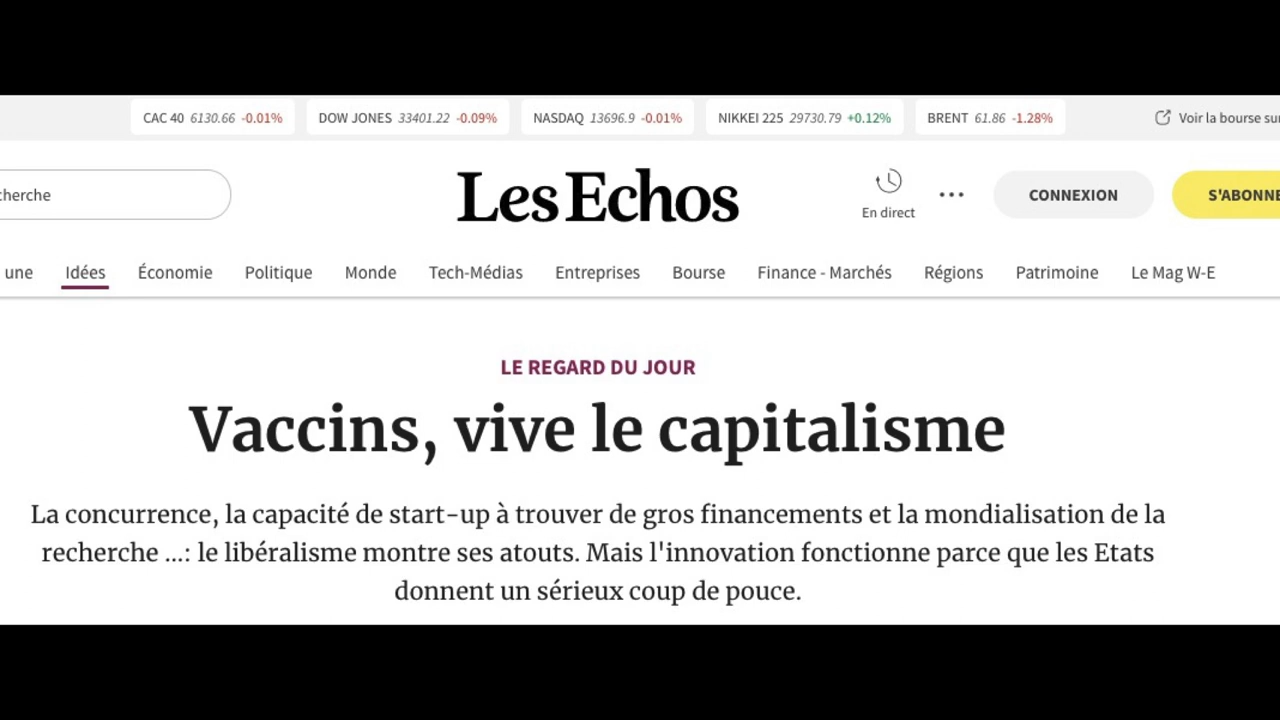 CAC 40 6130.66 -0.01% DOW JONES 33401.22 -0.09% NASDAQ 13696.9 -0.01% NIKKEI 225 29730.79 +0.12% BRENT 61.86 -1.28% Voir la bourse sur
cherche
Les Echos
En direct
CONNEXION
S'ABONNE
une Idées Économie Politique Monde Tech-Médias Entreprises Bourse Finance - Marchés Régions Patrimoine Le Mag W-E
LE REGARD DU JOUR
Vaccins, vive le capitalisme
La concurrence, la capacité de start-up à trouver de gros financements et la mondialisation de la
recherche ...: le libéralisme montre ses atouts. Mais l'innovation fonctionne parce que les Etats
donnent un sérieux coup de pouce.